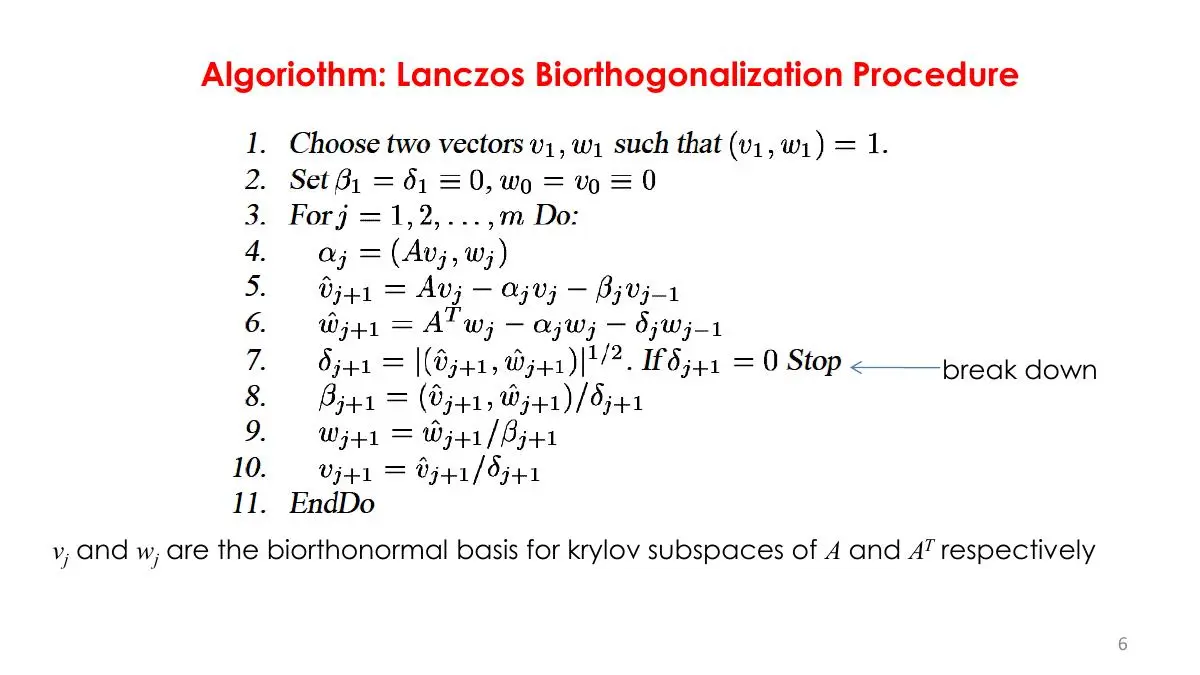 Algoriothm: Lanczos Biorthogonalization Procedure
1. Choose two vectors v₁, w₁ such that (v₁, w₁) = 1.
2. Set β₁ = δ₁ ≡ 0, w₀ = v₀ ≡ 0
3. For j = 1, 2, . . . , m Do:
4. αⱼ = (Avⱼ, wⱼ)
5. v̂ⱼ₊₁ = Avⱼ − αⱼvⱼ − βⱼvⱼ₋₁
6. ŵⱼ₊₁ = Aᵀwⱼ − αⱼwⱼ − δⱼwⱼ₋₁
7. δⱼ₊₁ = |(v̂ⱼ₊₁, ŵⱼ₊₁)|¹/². If δⱼ₊₁ = 0 Stop break down
8. βⱼ₊₁ = (v̂ⱼ₊₁, ŵⱼ₊₁)/δⱼ₊₁
9. wⱼ₊₁ = ŵⱼ₊₁/βⱼ₊₁
10. vⱼ₊₁ = v̂ⱼ₊₁/δⱼ₊₁
11. EndDo
vⱼ and wⱼ are the biorthonormal basis for krylov subspaces of A and Aᵀ respectively
6